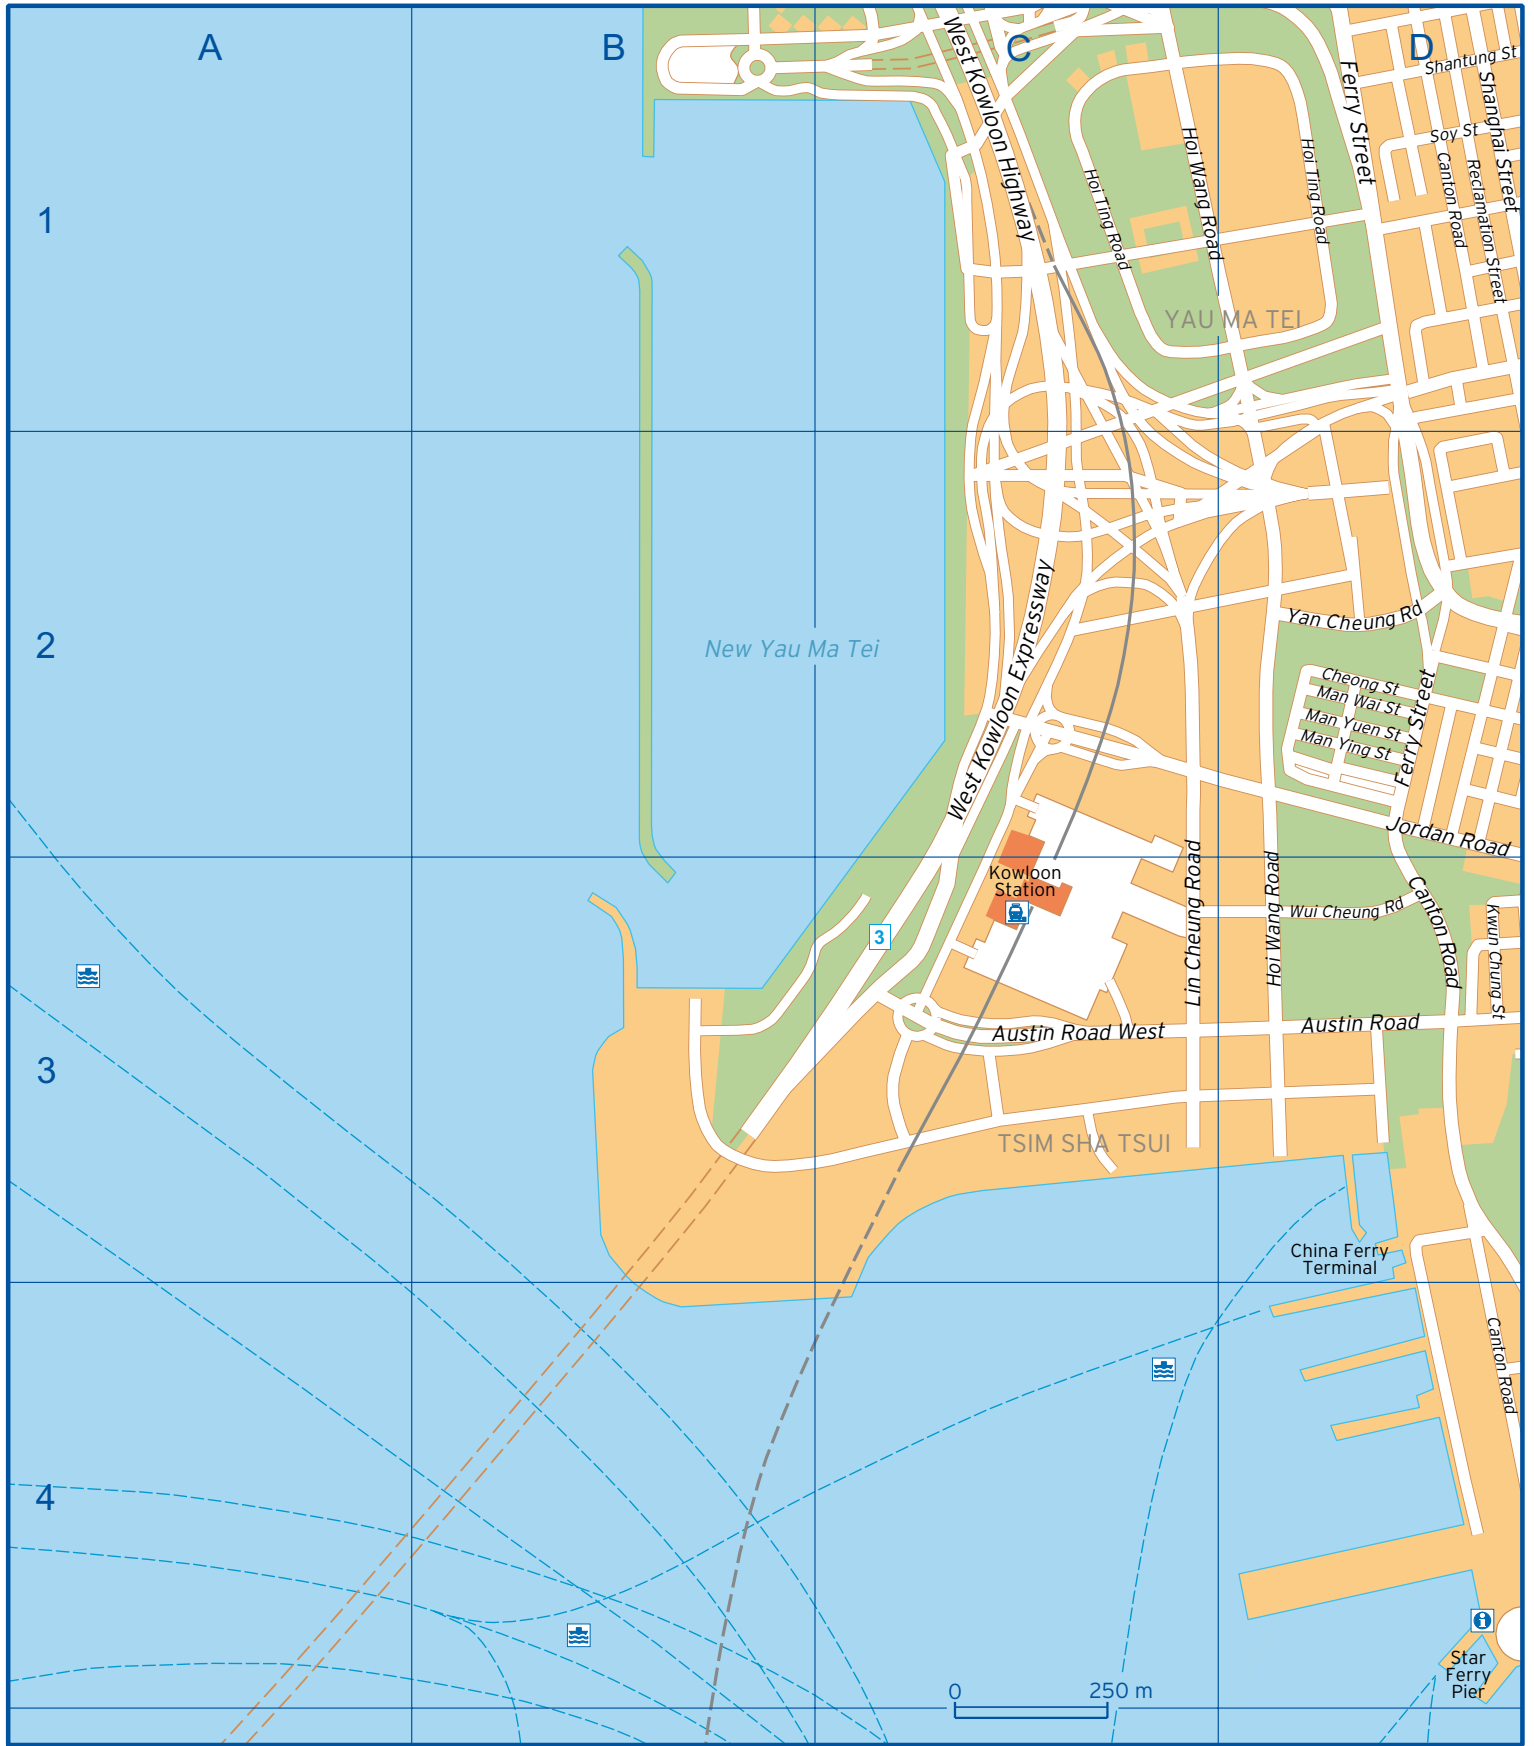 A
B
C
D
1
2
3
4
West Kowloon Highway
Ferry Street
Shantung St
Shanghai Street
Soy St
Canton Road
Reclamation Street
Hoi Wang Road
Hoi Ting Road
Hoi Ting Road
YAU MA TEI
New Yau Ma Tei
West Kowloon Expressway
Yan Cheung Rd
Cheong St
Man Wai St
Man Yuen St
Man Ying St
Ferry Street
Jordan Road
Kowloon
Station
3
Lin Cheung Road
Hoi Wang Road
Wui Cheung Rd
Canton Road
Kwun Chung St
Austin Road West
Austin Road
TSIM SHA TSUI
China Ferry
Terminal
Canton Road
Star
Ferry
Pier
0
250 m